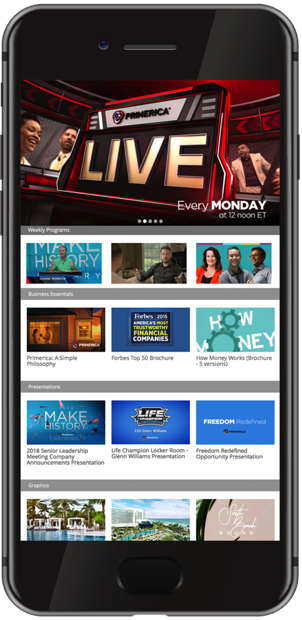 PRIMERICA
LIVE
Every MONDAY
at 12 noon ET
Weekly Programs
MAKE
HISTORY
Business Essentials
PRIMERICA
Forbes 2015
AMERICA'S MOST
TRUSTWORTHY
FINANCIAL
COMPANIES
HOW
MONEY
Primerica: A Simple
Philosophy
Forbes Top 50 Brochure
How Money Works (Brochure
- 5 versions)
Presentations
MAKE
HISTORY
LIFE
CHAMPION
CEO Glenn Williams
FREEDOM Redefined
PRIMERICA
2018 Senior Leadership
Meeting Company
Announcements Presentation
Life Champion Locker Room -
Glenn Williams Presentation
Freedom Redefined
Opportunity Presentation
Graphics
BOUND